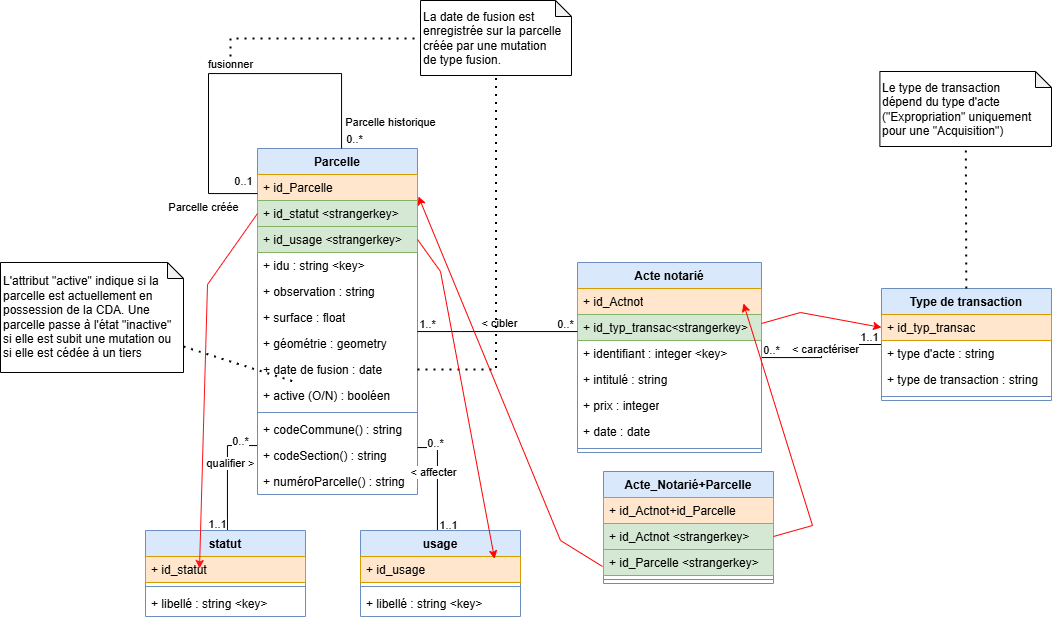 La date de fusion est
enregistrée sur la parcelle
créée par une mutation
de type fusion.
fusionner
Le type de transaction
dépend du type d'acte
("Expropriation" uniquement
pour une "Acquisition")
Parcelle historique
0..*
Parcelle
0..1
+ id_Parcelle
Parcelle créée
+ id_statut <strangerkey>
+ id_usage <strangerkey>
+ idu : string <key>
+ observation : string
+ surface : float
+ géométrie : geometry
+ date de fusion : date
+ active (O/N) : booléen
+ codeCommune() : string
+ codeSection() : string
+ numéroParcelle() : string
L'attribut "active" indique si la
parcelle est actuellement en
possession de la CDA. Une
parcelle passe à l'état "inactive"
si elle est subit une mutation ou
si elle est cédée à un tiers
1..*
< cibler
0..*
Acte notarié
+ id_Actnot
+ id_typ_transac<strangerkey>
+ identifiant : integer <key>
+ intitulé : string
+ prix : integer
+ date : date
0..*
< caractériser
1..1
Type de transaction
+ id_typ_transac
+ type d'acte : string
+ type de transaction : string
0..*
qualifier >
1..1
0..*
< affecter
1..1
Acte_Notarié+Parcelle
+ id_Actnot+id_Parcelle
+ id_Actnot <strangerkey>
+ id_Parcelle <strangerkey>
statut
+ id_statut
+ libellé : string <key>
usage
+ id_usage
+ libellé : string <key>